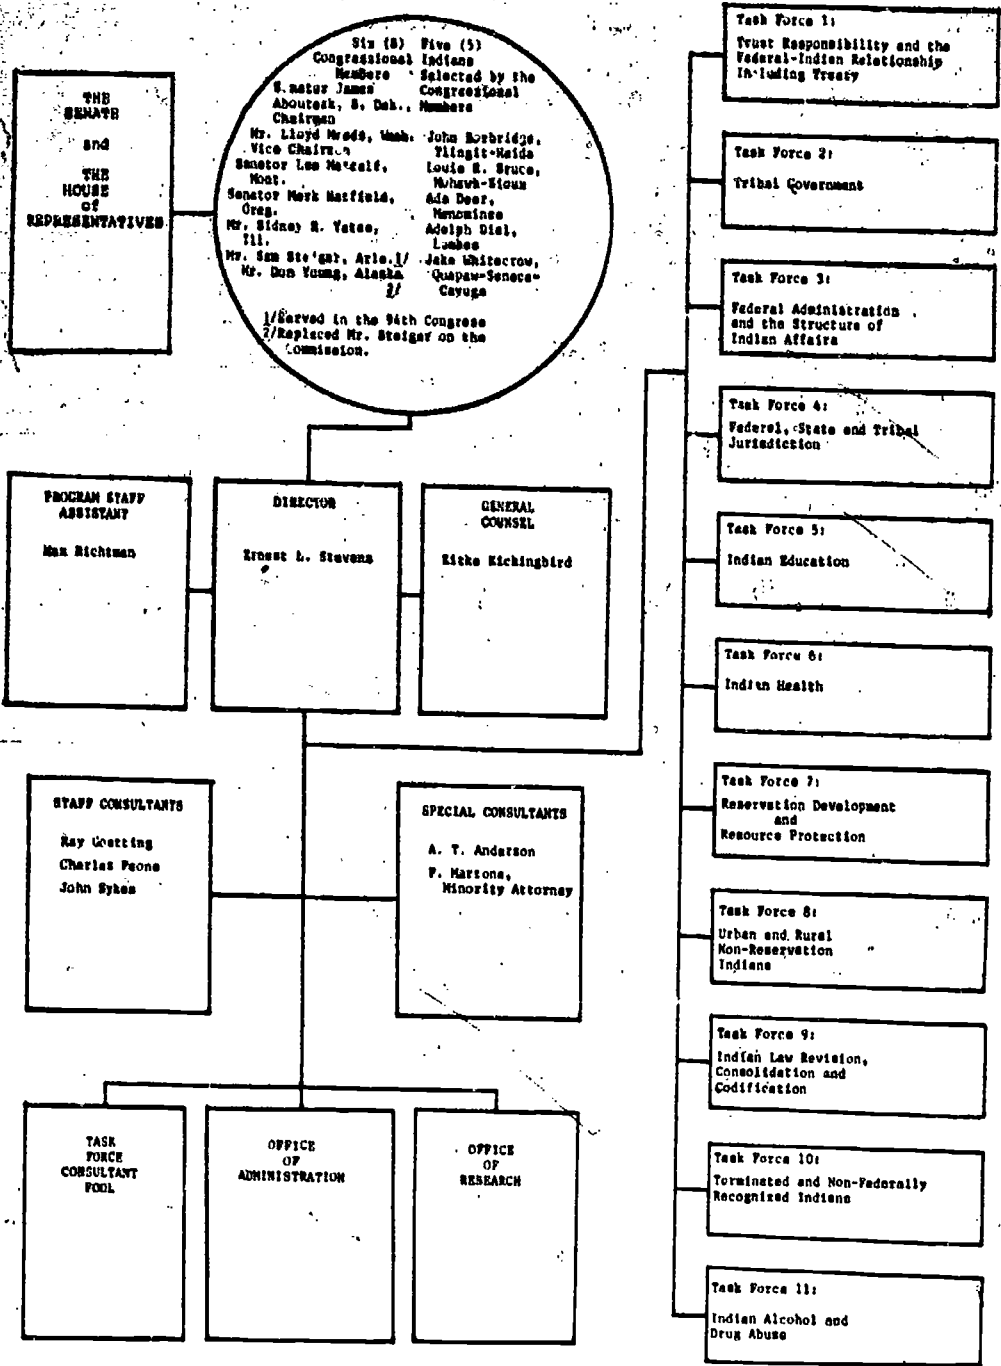 THE
SENATE
and
THE
HOUSE
of
REPRESENTATIVES
Six (6) Five (5)
Congressional Indians
Members Selected by the
Senator James Congressional
Abourezk, S. Dak., Members
Chairman
Mr. Lloyd Meeds, Wash. John Borbridge,
Vice Chairman Tlingit-Haida
Senator Lee Metcalf, Louis R. Bruce,
Mont. Mohawk-Sioux
Senator Mark Hatfield, Ada Deer,
Oreg. Menominee
Mr. Sidney R. Yates, Adolph Dial,
Ill. Lumbee
Mr. Sam Steiger, Ariz.1/ Jake Whitecrow,
Mr. Don Young, Alaska Quapaw-Seneca-
2/ Cayuga
1/Served in the 94th Congress
2/Replaced Mr. Steiger on the
Commission.
PROGRAM STAFF
ASSISTANT
Max Richtman
DIRECTOR
Ernest L. Stevens
GENERAL
COUNSEL
Kirke Kickingbird
STAFF CONSULTANTS
Ray Goetting
Charles Peone
John Sykes
SPECIAL CONSULTANTS
A. T. Anderson
P. Martone,
Minority Attorney
TASK
FORCE
CONSULTANT
POOL
OFFICE
OF
ADMINISTRATION
OFFICE
OF
RESEARCH
Task Force 1:
Trust Responsibility and the
Federal-Indian Relationship
Including Treaty
Task Force 2:
Tribal Government
Task Force 3:
Federal Administration
and the Structure of
Indian Affairs
Task Force 4:
Federal, State and Tribal
Jurisdiction
Task Force 5:
Indian Education
Task Force 6:
Indian Health
Task Force 7:
Reservation Development
and
Resource Protection
Task Force 8:
Urban and Rural
Non-Reservation
Indians
Task Force 9:
Indian Law Revision,
Consolidation and
Codification
Task Force 10:
Terminated and Non-Federally
Recognized Indians
Task Force 11:
Indian Alcohol and
Drug Abuse